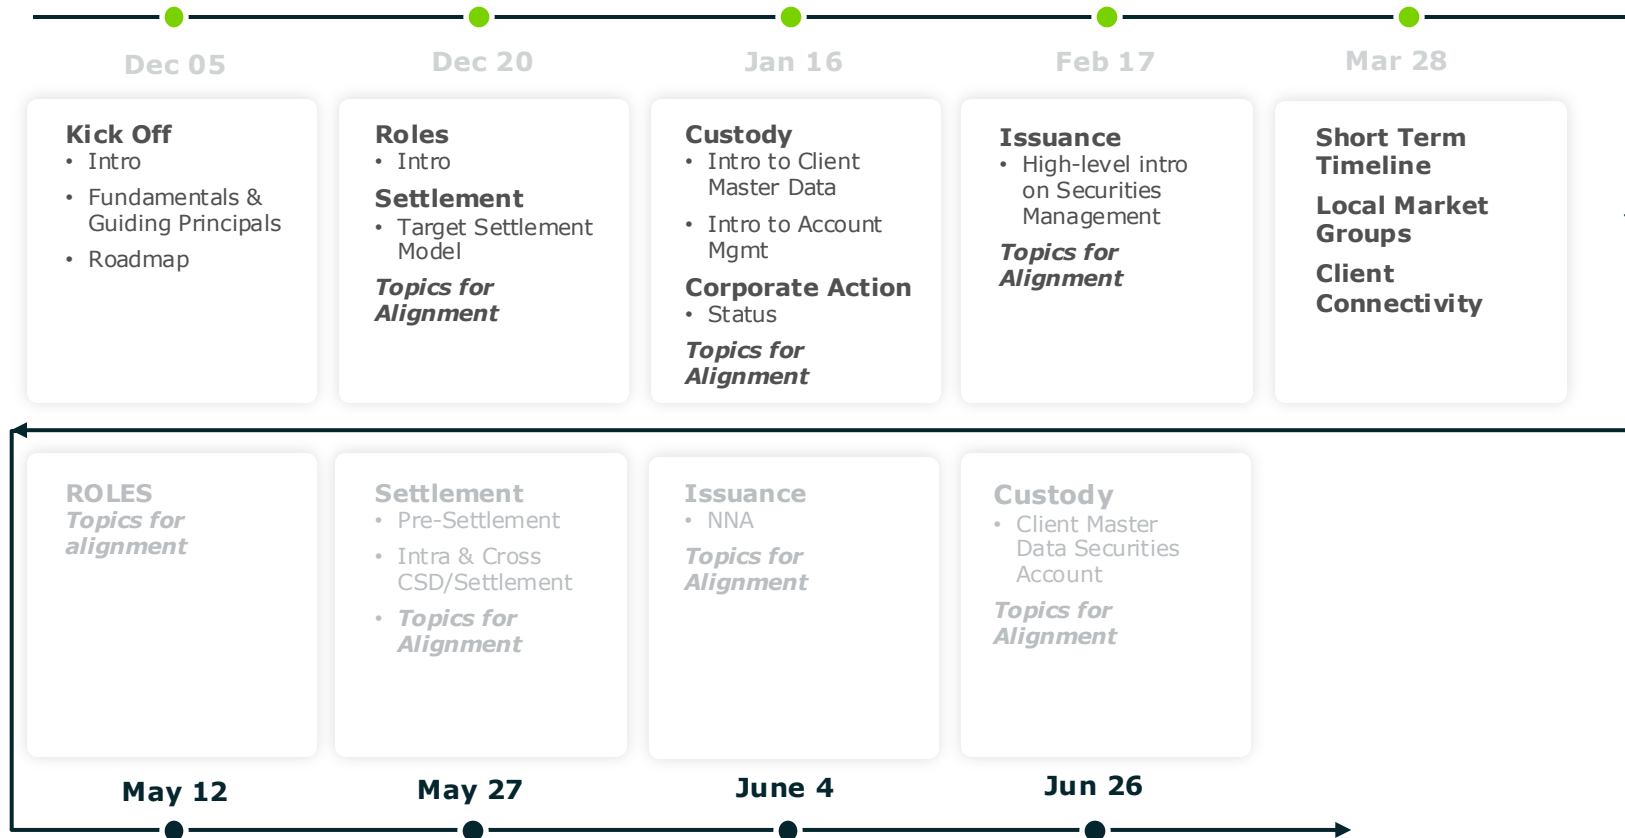 Dec 05
Dec 20
Jan 16
Feb 17
Mar 28
Kick Off
• Intro
• Fundamentals &
Guiding Principals
• Roadmap
Roles
• Intro
Settlement
• Target Settlement
Model
Topics for
Alignment
Custody
• Intro to Client
Master Data
• Intro to Account
Mgmt
Corporate Action
• Status
Topics for
Alignment
Issuance
• High-level intro
on Securities
Management
Topics for
Alignment
Short Term
Timeline
Local Market
Groups
Client
Connectivity
ROLES
Topics for
alignment
Settlement
• Pre-Settlement
• Intra & Cross
CSD/Settlement
• Topics for
Alignment
Issuance
• NNA
Topics for
Alignment
Custody
• Client Master
Data Securities
Account
Topics for
Alignment
May 12
May 27
June 4
Jun 26